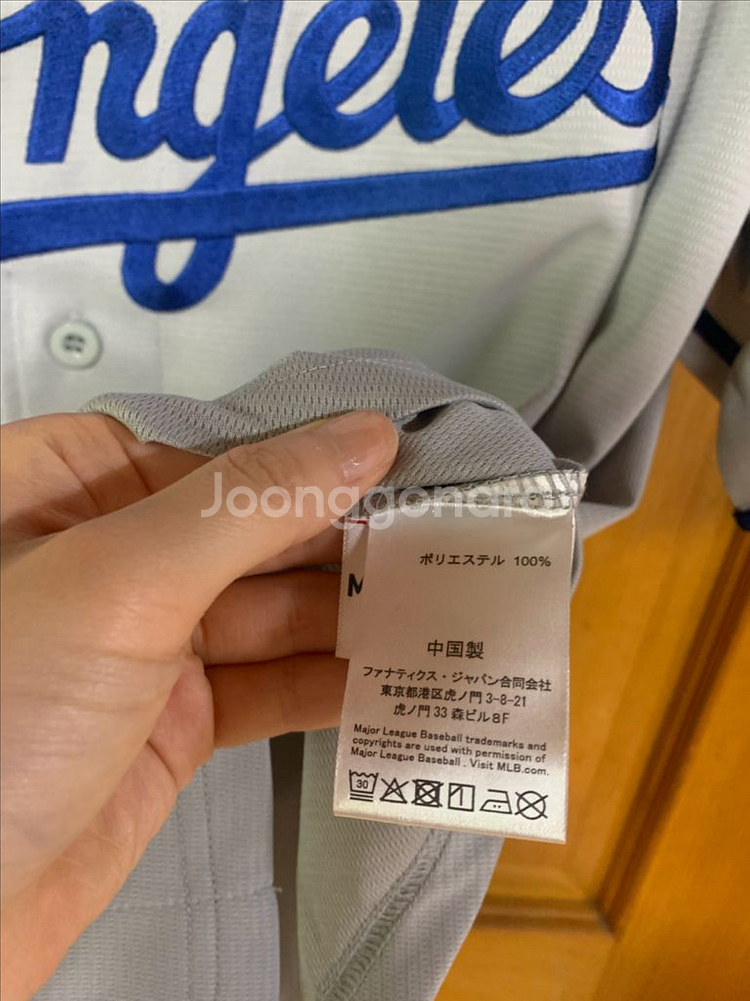 ngeles
Joonggonara
ポリエステル 100%
M
中国製
ファナティクス・ジャパン合同会社
東京都港区虎ノ門 3-8-21
虎ノ門 33 森ビル 8F
Major League Baseball trademarks and
copyrights are used with permission of
Major League Baseball . Visit MLB.com.
30